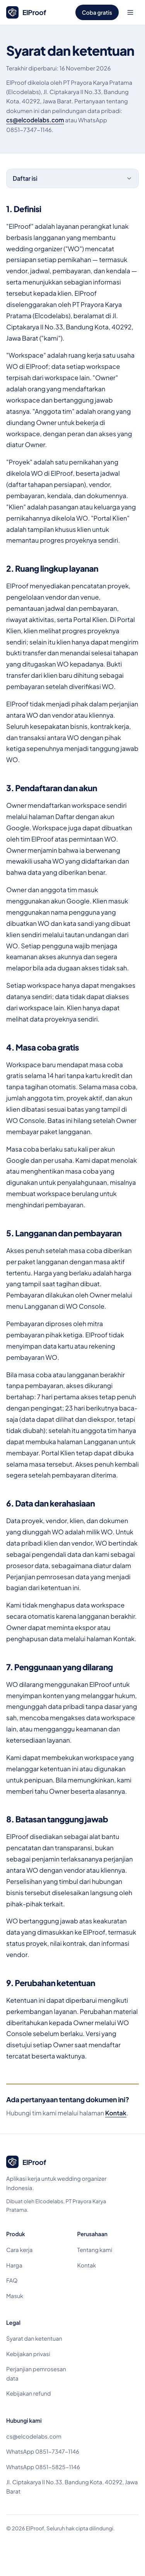 ElProof
Coba gratis
Syarat dan ketentuan
Terakhir diperbarui: 16 November 2026
ElProof dikelola oleh PT Prayora Karya Pratama
(Elcodelabs), Jl. Ciptakarya II No.33, Bandung
Kota, 40292, Jawa Barat. Pertanyaan tentang
dokumen ini dan pelindungan data pribadi:
cs@elcodelabs.com atau WhatsApp
0851-7347-1146.
Daftar isi
1. Definisi
"ElProof" adalah layanan perangkat lunak
berbasis langganan yang membantu
wedding organizer ("WO") mencatat
persiapan setiap pernikahan — termasuk
vendor, jadwal, pembayaran, dan kendala —
serta menunjukkan sebagian informasi
tersebut kepada klien. ElProof
diselenggarakan oleh PT Prayora Karya
Pratama (Elcodelabs), beralamat di Jl.
Ciptakarya II No.33, Bandung Kota, 40292,
Jawa Barat ("kami").
"Workspace" adalah ruang kerja satu usaha
WO di ElProof; data setiap workspace
terpisah dari workspace lain. "Owner"
adalah orang yang mendaftarkan
workspace dan bertanggung jawab
atasnya. "Anggota tim" adalah orang yang
diundang Owner untuk bekerja di
workspace, dengan peran dan akses yang
diatur Owner.
"Proyek" adalah satu pernikahan yang
dikelola WO di ElProof, beserta jadwal
(daftar tahapan persiapan), vendor,
pembayaran, kendala, dan dokumennya.
"Klien" adalah pasangan atau keluarga yang
pernikahannya dikelola WO. "Portal Klien"
adalah tampilan khusus klien untuk
memantau progres proyeknya sendiri.
2. Ruang lingkup layanan
ElProof menyediakan pencatatan proyek,
pengelolaan vendor dan venue,
pemantauan jadwal dan pembayaran,
riwayat aktivitas, serta Portal Klien. Di Portal
Klien, klien melihat progres proyeknya
sendiri; selain itu klien hanya dapat mengirim
bukti transfer dan menandai selesai tahapan
yang ditugaskan WO kepadanya. Bukti
transfer dari klien baru dihitung sebagai
pembayaran setelah diverifikasi WO.
ElProof tidak menjadi pihak dalam perjanjian
antara WO dan vendor atau kliennya.
Seluruh kesepakatan bisnis, kontrak kerja,
dan transaksi antara WO dengan pihak
ketiga sepenuhnya menjadi tanggung jawab
WO.
3. Pendaftaran dan akun
Owner mendaftarkan workspace sendiri
melalui halaman Daftar dengan akun
Google. Workspace juga dapat dibuatkan
oleh tim ElProof atas permintaan WO.
Owner menjamin bahwa ia berwenang
mewakili usaha WO yang didaftarkan dan
bahwa data yang diberikan benar.
Owner dan anggota tim masuk
menggunakan akun Google. Klien masuk
menggunakan nama pengguna yang
dibuatkan WO dan kata sandi yang dibuat
klien sendiri melalui tautan undangan dari
WO. Setiap pengguna wajib menjaga
keamanan akses akunnya dan segera
melapor bila ada dugaan akses tidak sah.
Setiap workspace hanya dapat mengakses
datanya sendiri; data tidak dapat diakses
dari workspace lain. Klien hanya dapat
melihat data proyeknya sendiri.
4. Masa coba gratis
Workspace baru mendapat masa coba
gratis selama 14 hari tanpa kartu kredit dan
tanpa tagihan otomatis. Selama masa coba,
jumlah anggota tim, proyek aktif, dan akun
klien dibatasi sesuai batas yang tampil di
WO Console. Batas ini hilang setelah Owner
membayar paket langganan.
Masa coba berlaku satu kali per akun
Google dan per usaha. Kami dapat menolak
atau menghentikan masa coba yang
digunakan untuk penyalahgunaan, misalnya
membuat workspace berulang untuk
menghindari pembayaran.
5. Langganan dan pembayaran
Akses penuh setelah masa coba diberikan
per paket langganan dengan masa aktif
tertentu. Harga yang berlaku adalah harga
yang tampil saat tagihan dibuat.
Pembayaran dilakukan oleh Owner melalui
menu Langganan di WO Console.
Pembayaran diproses oleh mitra
pembayaran pihak ketiga. ElProof tidak
menyimpan data kartu atau rekening
pembayaran WO.
Bila masa coba atau langganan berakhir
tanpa pembayaran, akses dikurangi
bertahap: 7 hari pertama akses tetap penuh
dengan pengingat; 23 hari berikutnya baca-
saja (data dapat dilihat dan diekspor, tetapi
tidak diubah); setelah itu anggota tim hanya
dapat membuka halaman Langganan untuk
membayar. Portal Klien tetap dapat dibuka
selama masa tersebut. Akses penuh kembali
segera setelah pembayaran diterima.
6. Data dan kerahasiaan
Data proyek, vendor, klien, dan dokumen
yang diunggah WO adalah milik WO. Untuk
data pribadi klien dan vendor, WO bertindak
sebagai pengendali data dan kami sebagai
prosesor data, sebagaimana diatur dalam
Perjanjian pemrosesan data yang menjadi
bagian dari ketentuan ini.
Kami tidak menghapus data workspace
secara otomatis karena langganan berakhir.
Owner dapat meminta ekspor atau
penghapusan data melalui halaman Kontak.
7. Penggunaan yang dilarang
WO dilarang menggunakan ElProof untuk
menyimpan konten yang melanggar hukum,
mengunggah data pribadi tanpa dasar yang
sah, mencoba mengakses data workspace
lain, atau mengganggu keamanan dan
ketersediaan layanan.
Kami dapat membekukan workspace yang
melanggar ketentuan ini atau digunakan
untuk penipuan. Bila memungkinkan, kami
memberi tahu Owner beserta alasannya.
8. Batasan tanggung jawab
ElProof disediakan sebagai alat bantu
pencatatan dan transparansi, bukan
sebagai penjamin terlaksananya perjanjian
antara WO dengan vendor atau kliennya.
Perselisihan yang timbul dari hubungan
bisnis tersebut diselesaikan langsung oleh
pihak-pihak terkait.
WO bertanggung jawab atas keakuratan
data yang dimasukkan ke ElProof, termasuk
status proyek, nilai kontrak, dan informasi
vendor.
9. Perubahan ketentuan
Ketentuan ini dapat diperbarui mengikuti
perkembangan layanan. Perubahan material
diberitahukan kepada Owner melalui WO
Console sebelum berlaku. Versi yang
disetujui setiap Owner saat mendaftar
tercatat beserta waktunya.
Ada pertanyaan tentang dokumen ini?
Hubungi tim kami melalui halaman Kontak.
ElProof
Aplikasi kerja untuk wedding organizer
Indonesia.
Dibuat oleh Elcodelabs, PT Prayora Karya
Pratama.
Produk
Cara kerja
Harga
FAQ
Masuk
Perusahaan
Tentang kami
Kontak
Legal
Syarat dan ketentuan
Kebijakan privasi
Perjanjian pemrosesan
data
Kebijakan refund
Hubungi kami
cs@elcodelabs.com
WhatsApp 0851-7347-1146
WhatsApp 0851-5825-1146
Jl. Ciptakarya II No.33, Bandung Kota, 40292, Jawa
Barat
© 2026 ElProof. Seluruh hak cipta dilindungi.